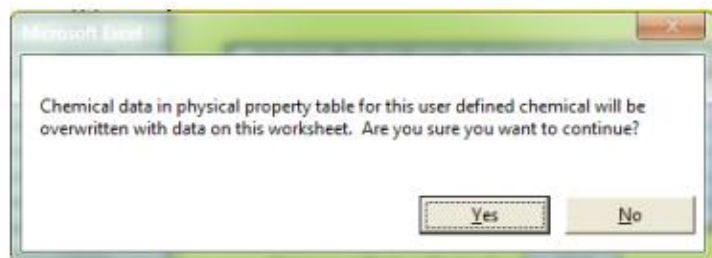 Microsoft Excel
Chemical data in physical property table for this user defined chemical will be
overwritten with data on this worksheet.  Are you sure you want to continue?
Yes
No